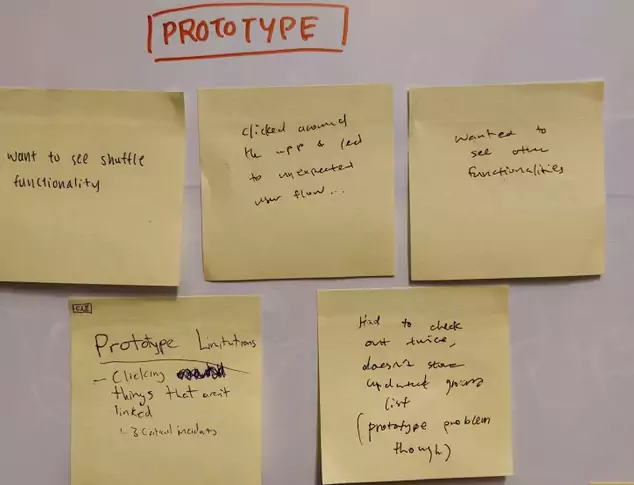 PROTOTYPE
want to see shuffle
functionality
clicked around
the app & led
to unexpected
user flow...
wanted to
see other
functionalities
Prototype Limitations
- Clicking
things that aren't
linked
↳ 3 Critical incidents
Had to check
out twice,
doesn't store
updated grocery
list
(prototype problem
though)